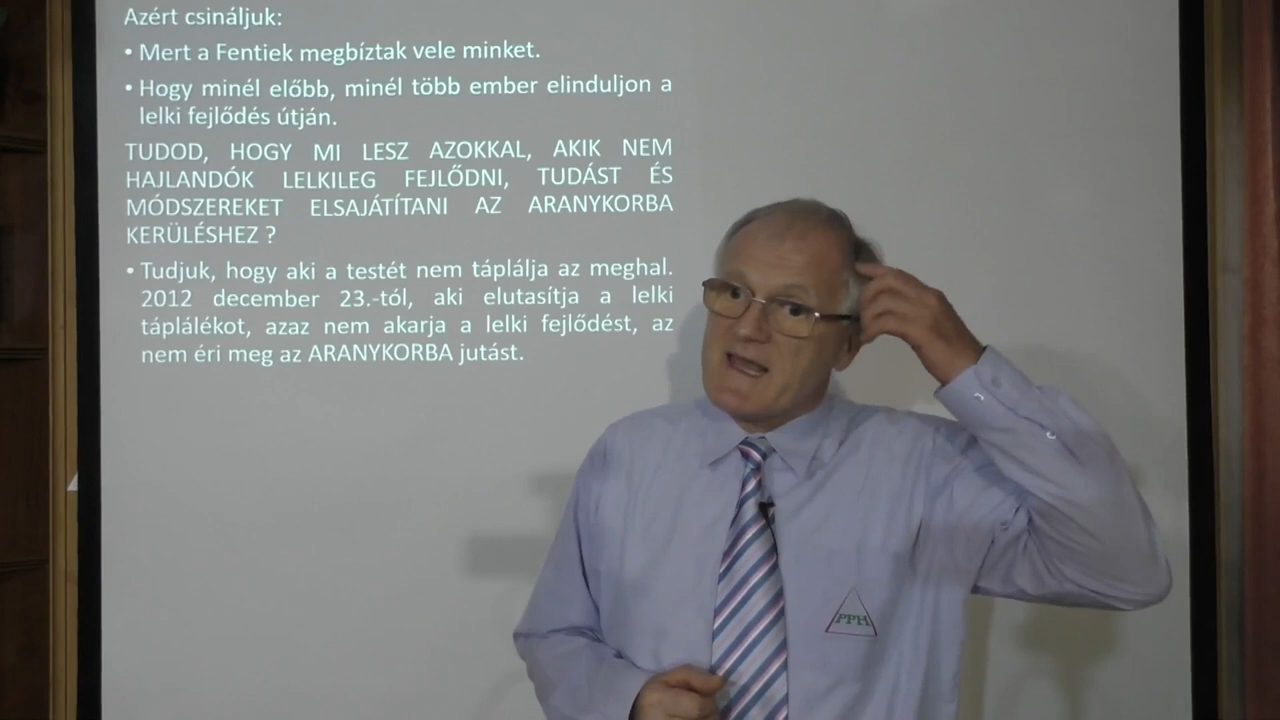 Azért csináljuk:
• Mert a Fentiek megbíztak vele minket.
• Hogy minél előbb, minél több ember elinduljon a
lelki fejlődés útján.
TUDOD, HOGY MI LESZ AZOKKAL, AKIK NEM
HAJLANDÓK LELKILEG FEJLŐDNI, TUDÁST ÉS
MÓDSZEREKET ELSAJÁTÍTANI AZ ARANYKORBA
KERÜLÉSHEZ ?
• Tudjuk, hogy aki a testét nem táplálja az meghal.
2012 december 23.-tól, aki elutasítja a lelki
táplálékot, azaz nem akarja a lelki fejlődést, az
nem éri meg az ARANYKORBA jutást.
PPH